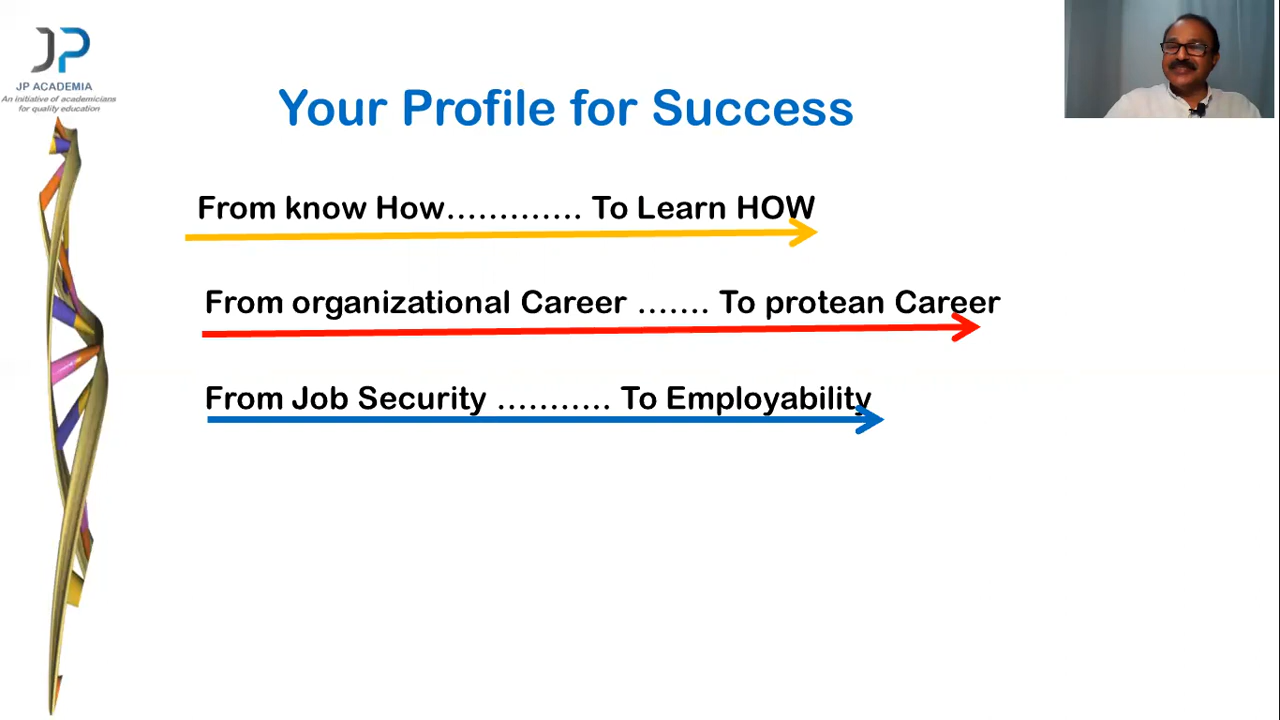 JP
JP ACADEMIA
An initiative of academicians
for quality education
Your Profile for Success
From know How............. To Learn HOW
From organizational Career ....... To protean Career
From Job Security ........... To Employability